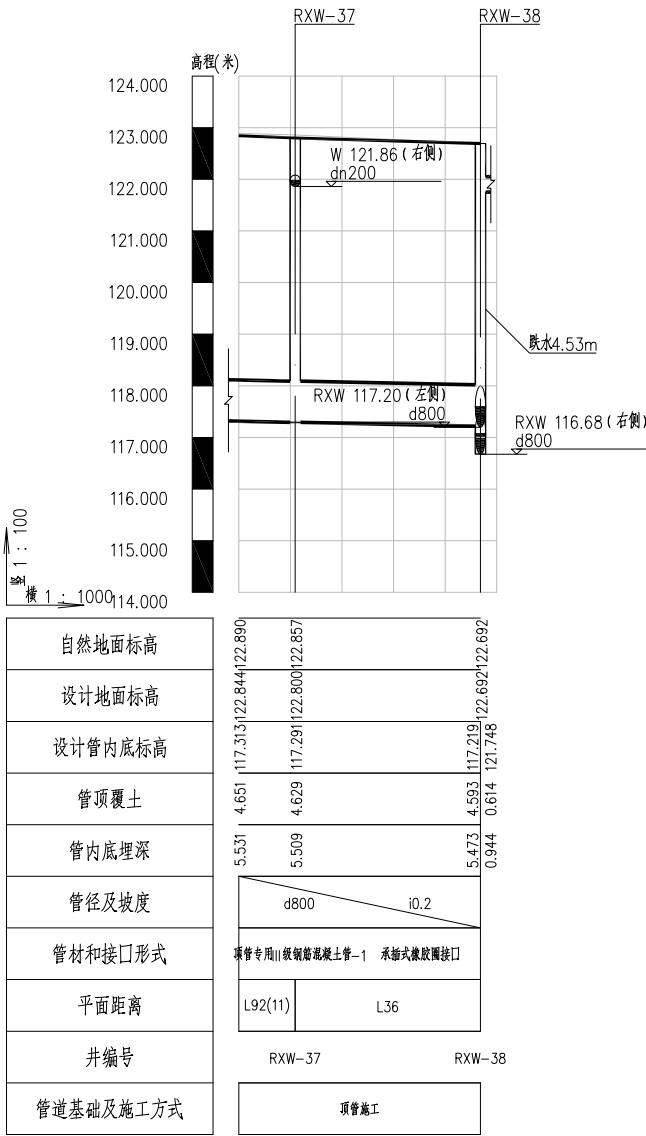 RXW-37 RXW-38
高程(米)
124.000
123.000
W 121.86(右侧)
dn200
122.000
121.000
120.000
119.000
跌水4.53m
118.000
RXW 117.20(左侧)
d800
RXW 116.68(右侧)
d800
117.000
116.000
115.000
竖 1 : 100
横 1 : 1000
114.000
自然地面标高 122.890 122.857 122.692
设计地面标高 122.844 122.800 122.692
设计管内底标高 117.313 117.291 117.219 121.748
管顶覆土 4.651 4.629 4.593 0.614
管内底埋深 5.531 5.509 5.473 0.944
管径及坡度 d800 i0.2
管材和接口形式 顶管专用III级钢筋混凝土管-1 承插式橡胶圈接口
平面距离 L92(11) L36
井编号 RXW-37 RXW-38
管道基础及施工方式 顶管施工